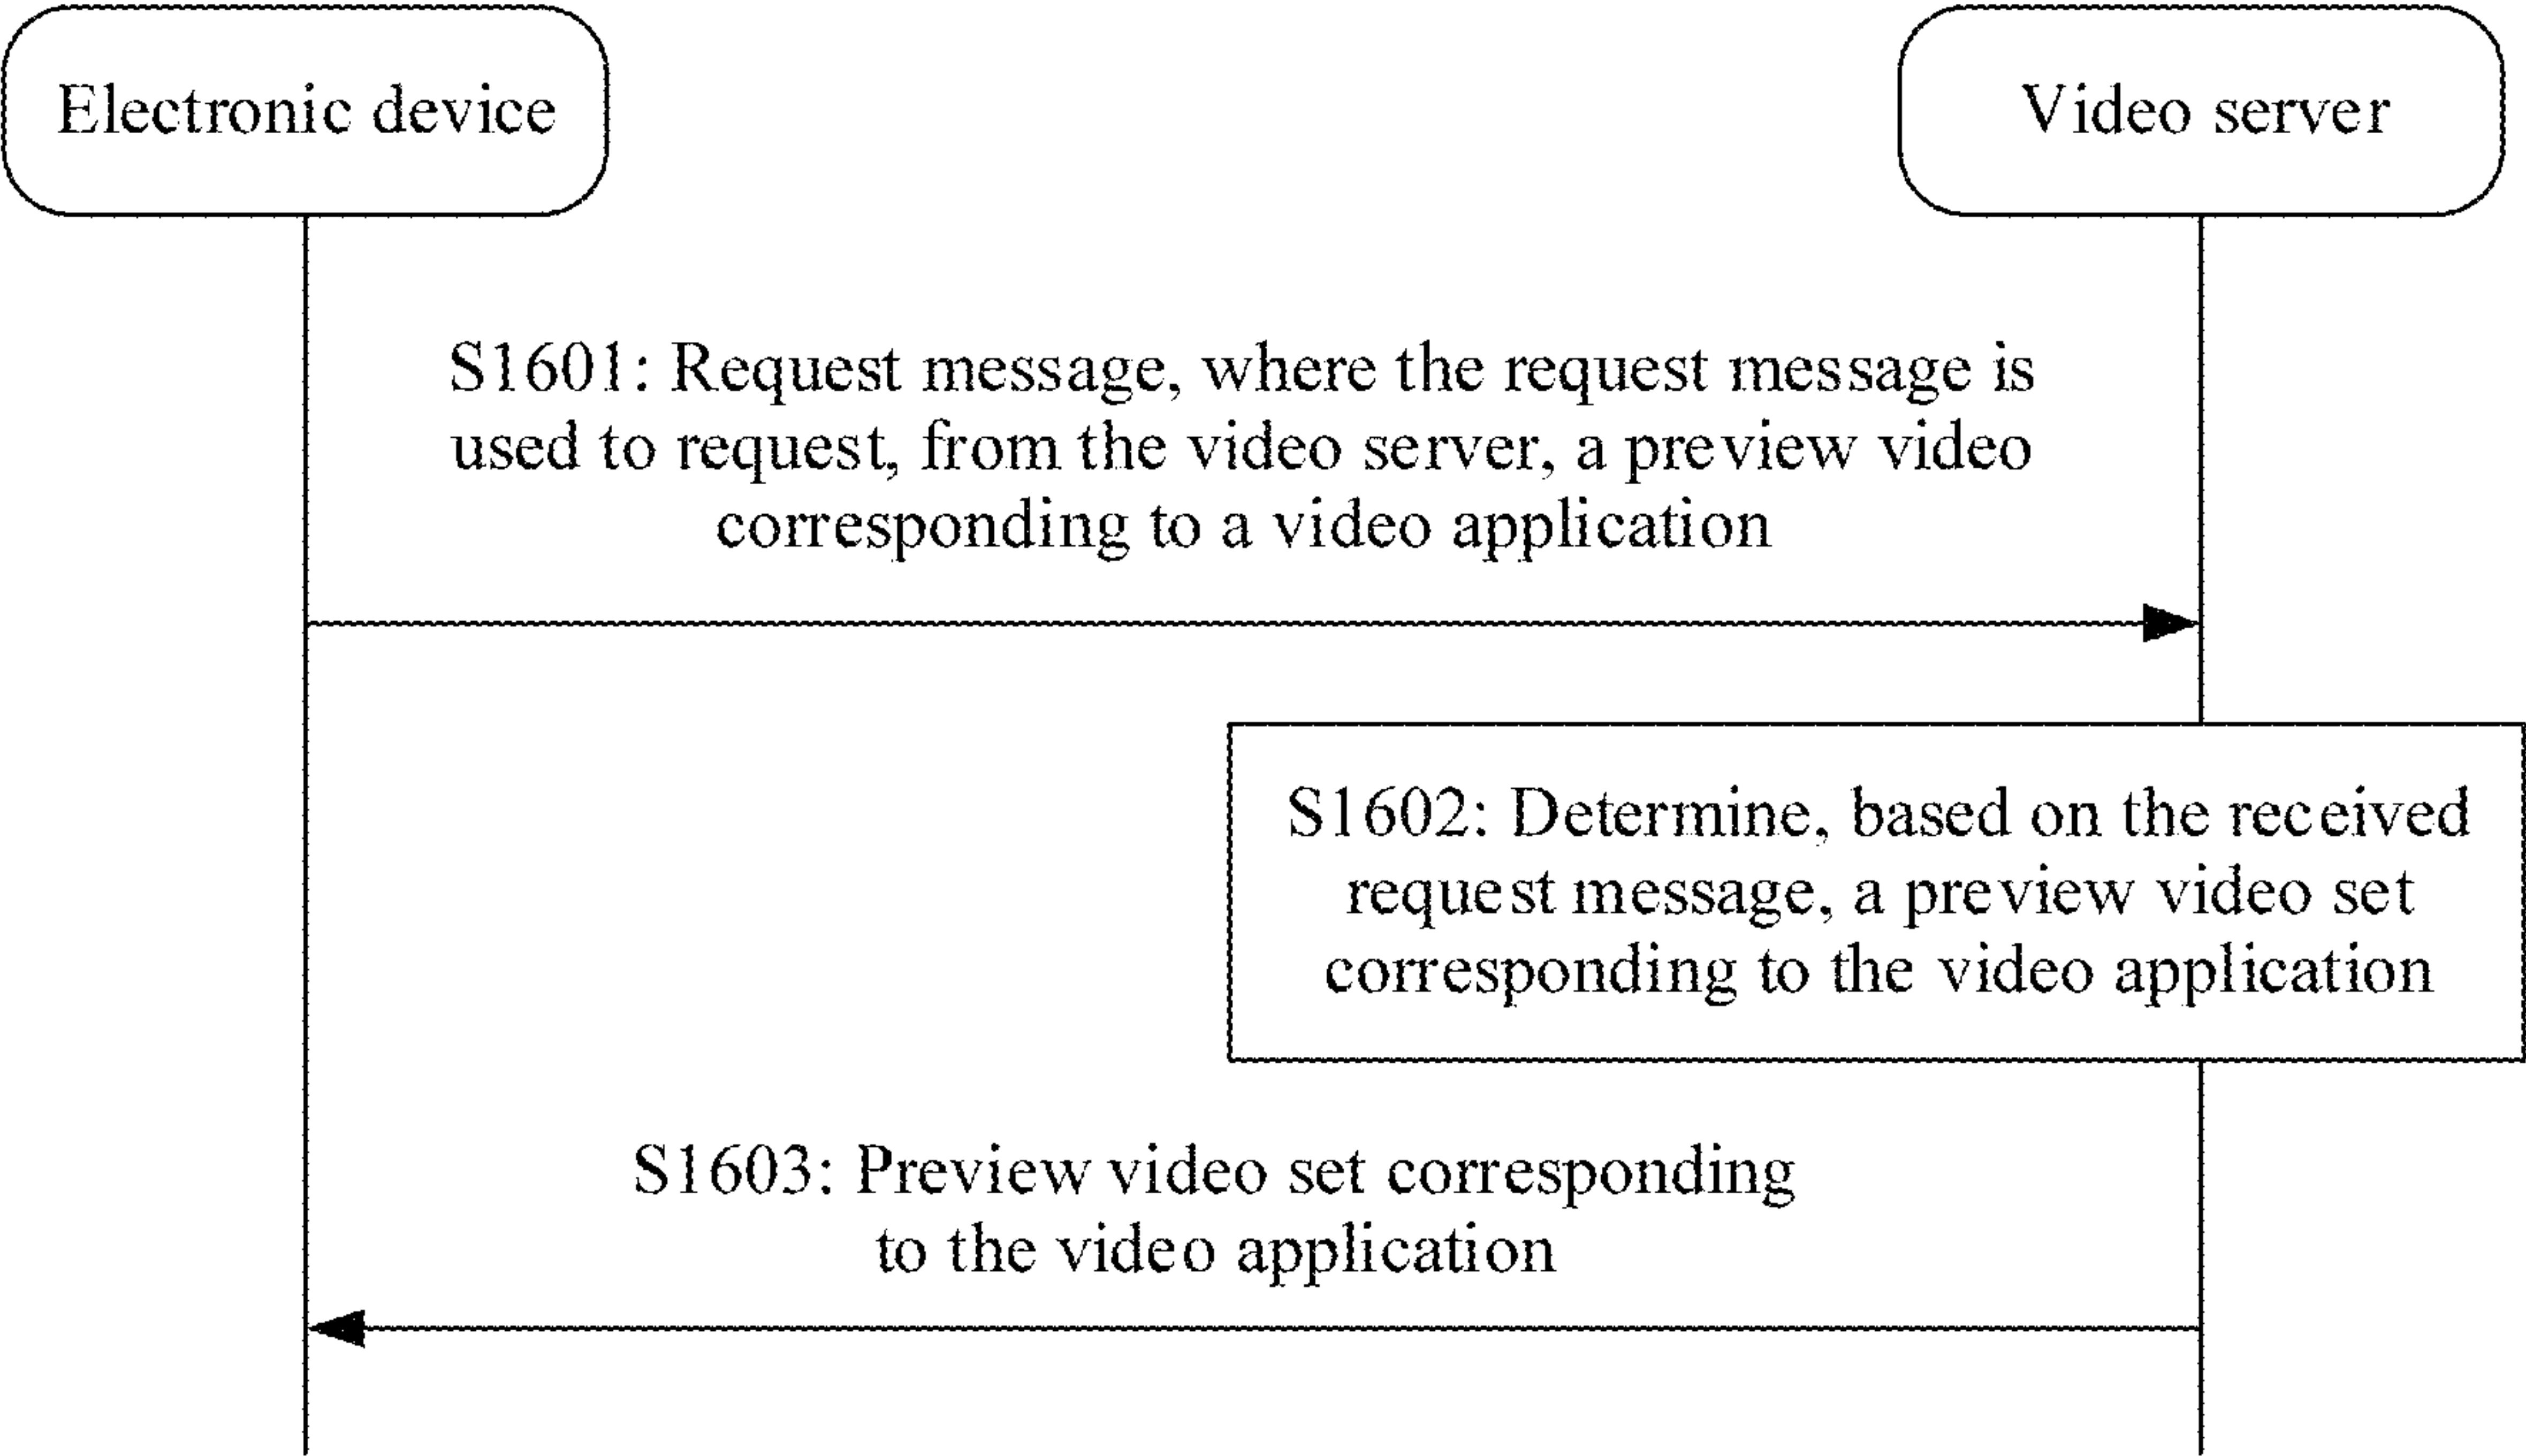 Electronic device
Video server
S1601: Request message, where the request message is
used to request, from the video server, a preview video
corresponding to a video application
S1602: Determine, based on the received
request message, a preview video set
corresponding to the video application
S1603: Preview video set corresponding
to the video application